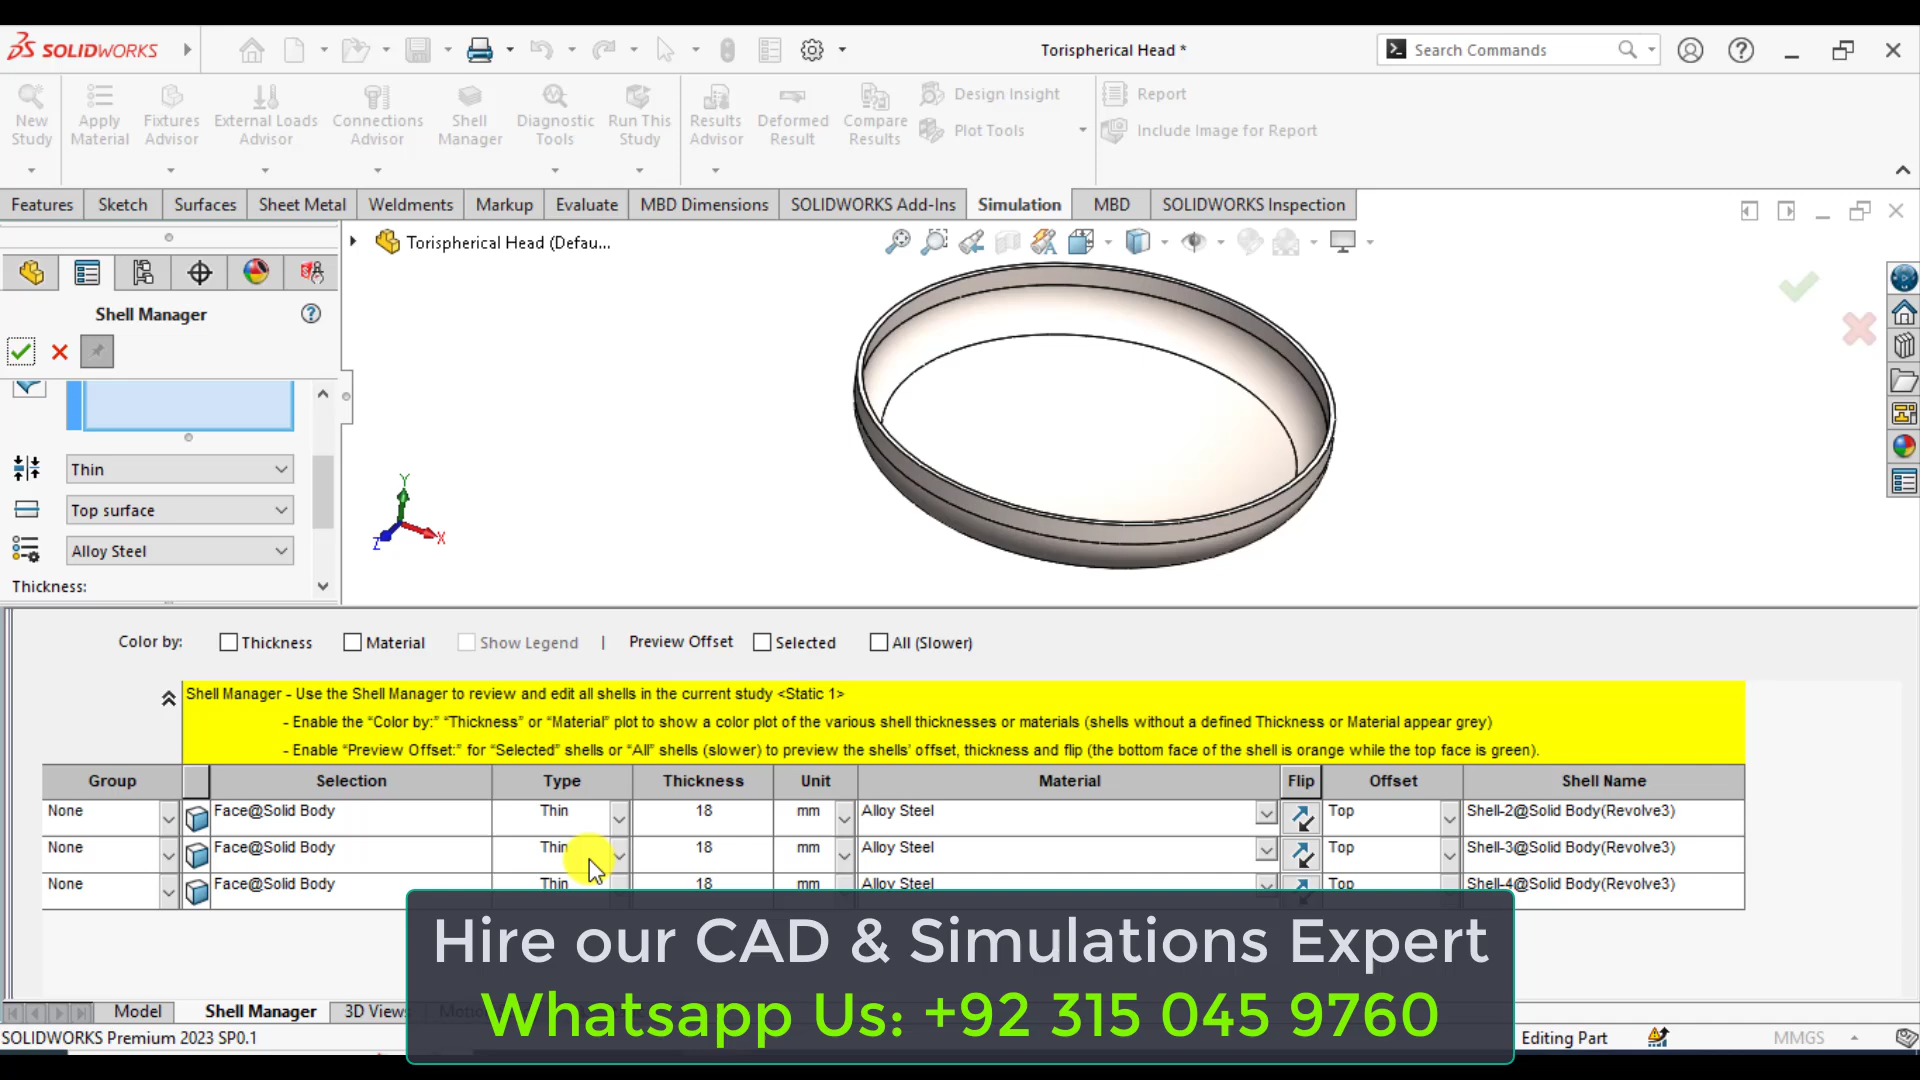 SOLIDWORKS
Torispherical Head *
Search Commands
New Study
Apply Material
Fixtures Advisor
External Loads Advisor
Connections Advisor
Shell Manager
Diagnostic Tools
Run This Study
Results Advisor
Deformed Result
Compare Results
Design Insight
Plot Tools
Report
Include Image for Report
Features Sketch Surfaces Sheet Metal Weldments Markup Evaluate MBD Dimensions SOLIDWORKS Add-Ins Simulation MBD SOLIDWORKS Inspection
Torispherical Head (Defau...
Shell Manager
Thin
Top surface
Alloy Steel
Thickness:
Y
X
Z
Color by: Thickness Material Show Legend | Preview Offset Selected All (Slower)
Shell Manager - Use the Shell Manager to review and edit all shells in the current study <Static 1>
- Enable the “Color by:” “Thickness” or “Material” plot to show a color plot of the various shell thicknesses or materials (shells without a defined Thickness or Material appear grey)
- Enable “Preview Offset:” for “Selected” shells or “All” shells (slower) to preview the shells’ offset, thickness and flip (the bottom face of the shell is orange while the top face is green).
Group Selection Type Thickness Unit Material Flip Offset Shell Name
None Face@Solid Body Thin 18 mm Alloy Steel Top Shell-2@Solid Body(Revolve3)
None Face@Solid Body Thin 18 mm Alloy Steel Top Shell-3@Solid Body(Revolve3)
None Face@Solid Body Thin 18 mm Alloy Steel Top Shell-4@Solid Body(Revolve3)
Hire our CAD & Simulations Expert
Whatsapp Us: +92 315 045 9760
Model Shell Manager 3D Views
SOLIDWORKS Premium 2023 SP0.1
Editing Part
MMGS